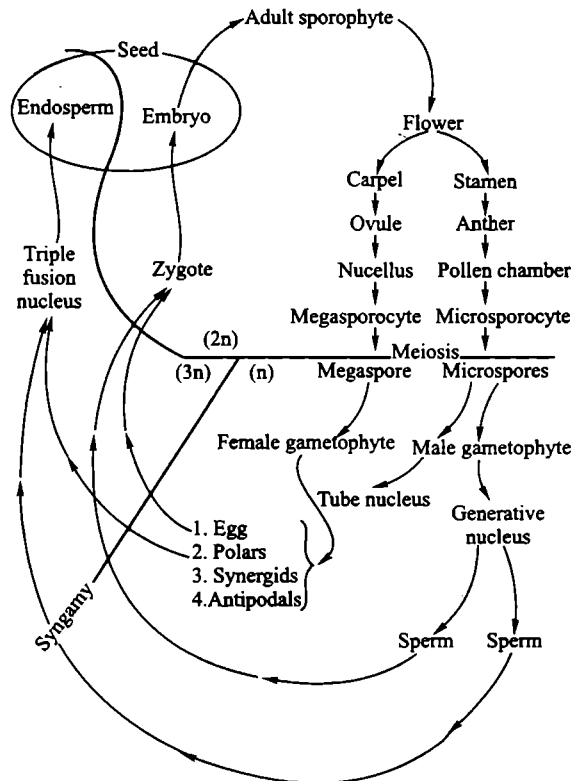 Adult sporophyte
Seed
Endosperm
Embryo
Flower
Carpel
Stamen
Ovule
Anther
Triple
fusion
nucleus
Zygote
Nucellus
Pollen chamber
Megasporocyte
Microsporocyte
(2n)
Meiosis
(3n)
(n)
Megaspore
Microspores
Female gametophyte
Male gametophyte
Tube nucleus
Generative
nucleus
1. Egg
2. Polars
3. Synergids
4.Antipodals
Syngamy
Sperm
Sperm